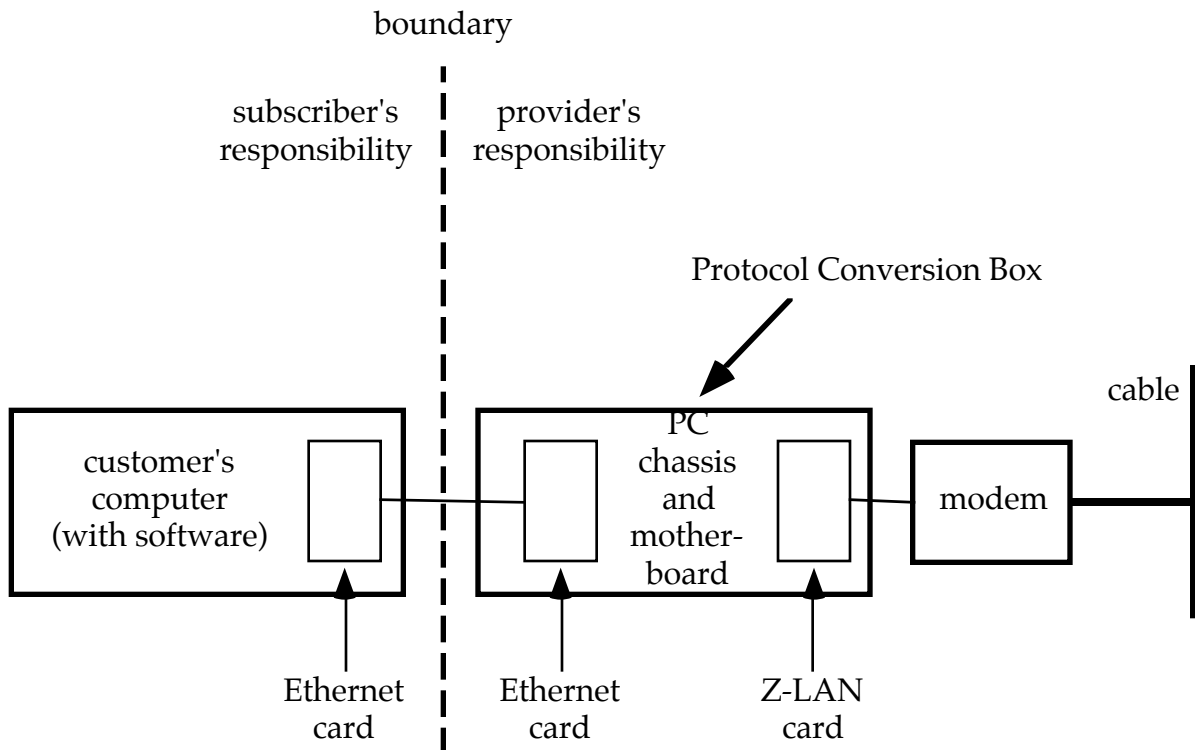 boundary
subscriber's
responsibility
provider's
responsibility
Protocol Conversion Box
cable
customer's
computer
(with software)
PC
chassis
and
mother-
board
modem
Ethernet
card
Ethernet
card
Z-LAN
card